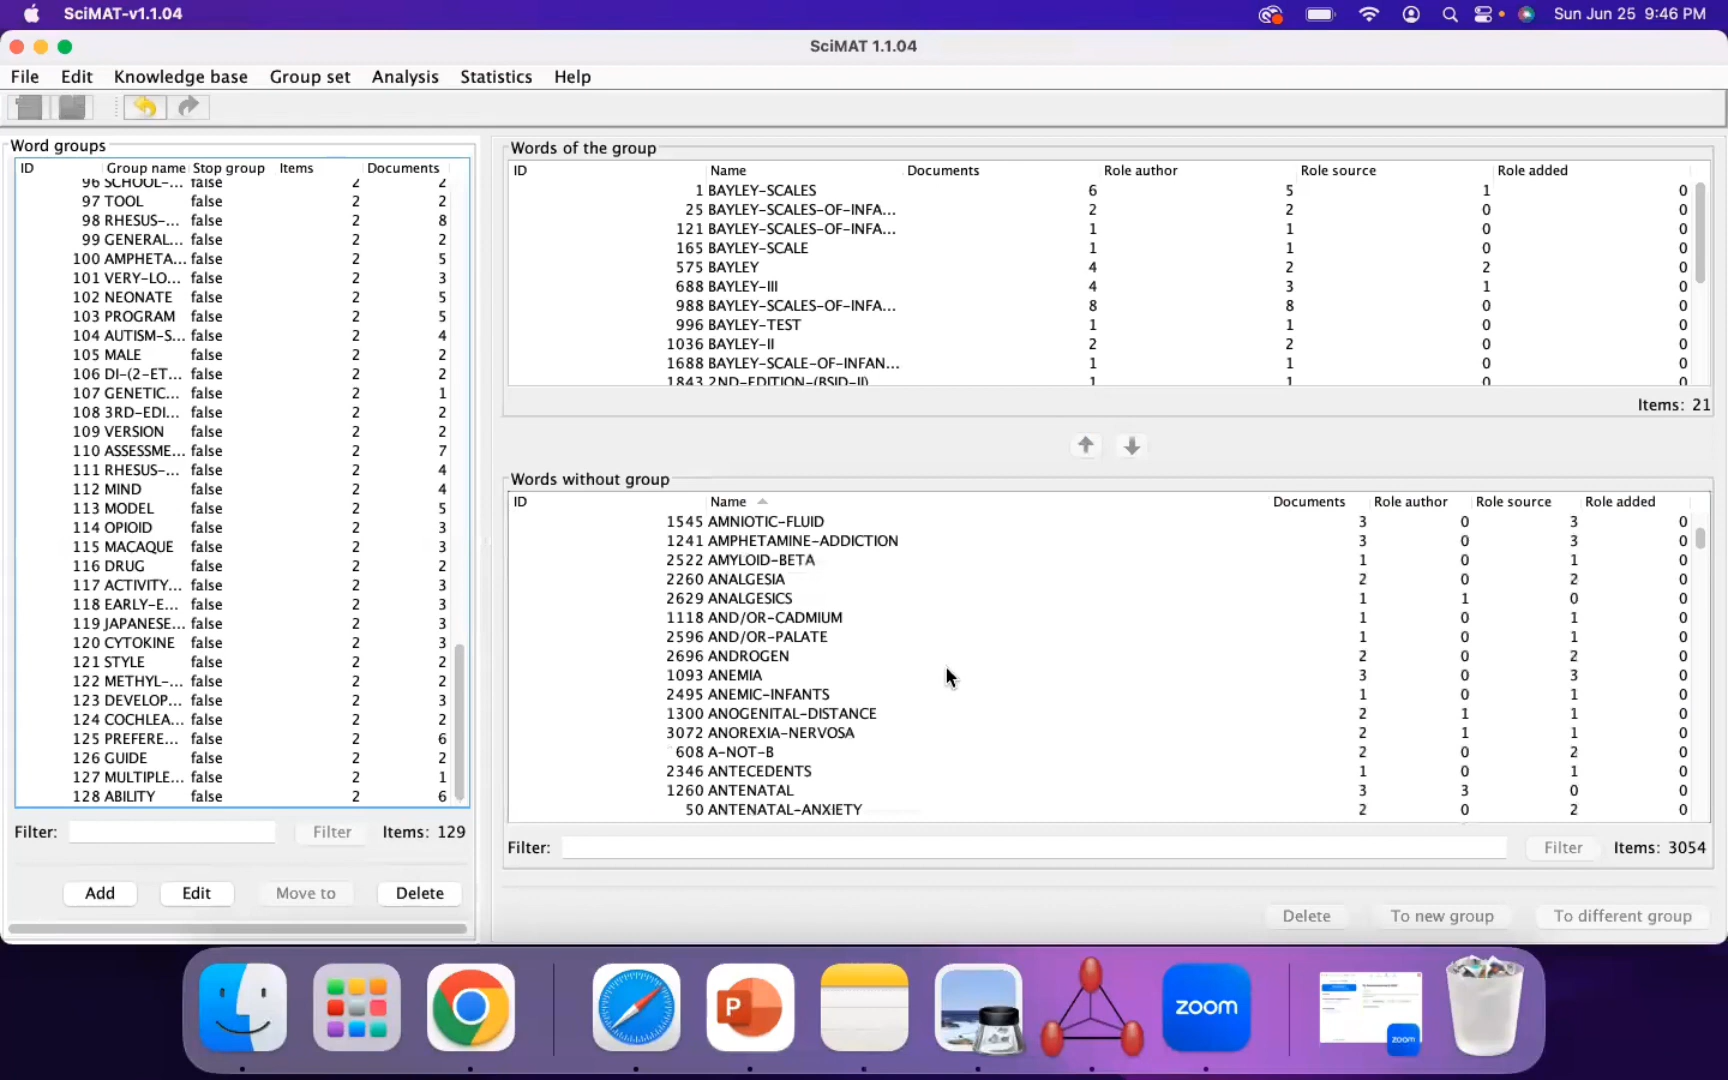 SciMAT-v1.1.04
Sun Jun 25 9:46 PM
SciMAT 1.1.04
File Edit Knowledge base Group set Analysis Statistics Help
Word groups
ID Group name Stop group Items Documents
96 SCHOOL-... false 2 2
97 TOOL false 2 2
98 RHESUS-... false 2 8
99 GENERAL... false 2 2
100 AMPHETA... false 2 5
101 VERY-LO... false 2 3
102 NEONATE false 2 5
103 PROGRAM false 2 5
104 AUTISM-S... false 2 4
105 MALE false 2 2
106 DI-(2-ET... false 2 2
107 GENETIC... false 2 1
108 3RD-EDI... false 2 2
109 VERSION false 2 2
110 ASSESSME... false 2 7
111 RHESUS-... false 2 4
112 MIND false 2 4
113 MODEL false 2 5
114 OPIOID false 2 3
115 MACAQUE false 2 3
116 DRUG false 2 2
117 ACTIVITY... false 2 3
118 EARLY-E... false 2 3
119 JAPANESE... false 2 3
120 CYTOKINE false 2 3
121 STYLE false 2 2
122 METHYL-... false 2 2
123 DEVELOP... false 2 3
124 COCHLEA... false 2 2
125 PREFERE... false 2 6
126 GUIDE false 2 2
127 MULTIPLE... false 2 1
128 ABILITY false 2 6
Filter: Filter Items: 129
Add Edit Move to Delete
Words of the group
ID Name Documents Role author Role source Role added
1 BAYLEY-SCALES 6 5 1 0
25 BAYLEY-SCALES-OF-INFA... 2 2 0 0
121 BAYLEY-SCALES-OF-INFA... 1 1 0 0
165 BAYLEY-SCALE 1 1 0 0
575 BAYLEY 4 2 2 0
688 BAYLEY-III 4 3 1 0
988 BAYLEY-SCALES-OF-INFA... 8 8 0 0
996 BAYLEY-TEST 1 1 0 0
1036 BAYLEY-II 2 2 0 0
1688 BAYLEY-SCALE-OF-INFAN... 1 1 0 0
1843 2ND-EDITION-(BSID-II) 1 1 0 0
Items: 21
Words without group
ID Name Documents Role author Role source Role added
1545 AMNIOTIC-FLUID 3 0 3 0
1241 AMPHETAMINE-ADDICTION 3 0 3 0
2522 AMYLOID-BETA 1 0 1 0
2260 ANALGESIA 2 0 2 0
2629 ANALGESICS 1 1 0 0
1118 AND/OR-CADMIUM 1 0 1 0
2596 AND/OR-PALATE 1 0 1 0
2696 ANDROGEN 2 0 2 0
1093 ANEMIA 3 0 3 0
2495 ANEMIC-INFANTS 1 0 1 0
1300 ANOGENITAL-DISTANCE 2 1 1 0
3072 ANOREXIA-NERVOSA 2 1 1 0
608 A-NOT-B 2 0 2 0
2346 ANTECEDENTS 1 0 1 0
1260 ANTENATAL 3 3 0 0
50 ANTENATAL-ANXIETY 2 0 2 0
Filter: Filter Items: 3054
Delete To new group To different group
P
zoom
zoom